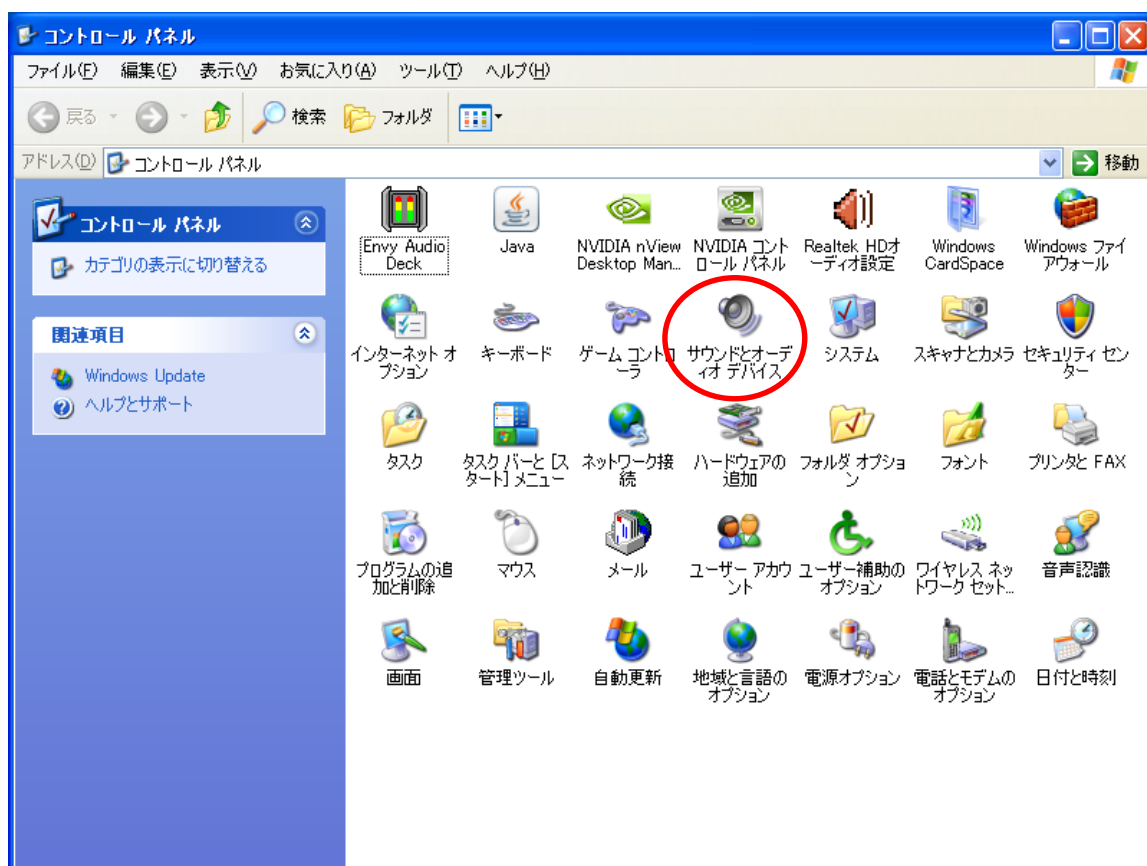 コントロール パネル
ファイル(F) 編集(E) 表示(V) お気に入り(A) ツール(T) ヘルプ(H)
戻る 検索 フォルダ
アドレス(D) コントロール パネル 移動
コントロール パネル
カテゴリの表示に切り替える
関連項目
Windows Update
ヘルプとサポート
Envy Audio
Deck
Java
NVIDIA nView
Desktop Man...
NVIDIA コント
ロール パネル
Realtek HDオ
ーディオ設定
Windows
CardSpace
Windows ファイ
アウォール
インターネット オ
プション
キーボード
ゲーム コントロ
ーラ
サウンドとオーデ
ィオ デバイス
システム
スキャナとカメラ
セキュリティ セン
ター
タスク
タスク バーと [ス
タート] メニュー
ネットワーク接
続
ハードウェアの
追加
フォルダ オプショ
ン
フォント
プリンタと FAX
プログラムの追
加と削除
マウス
メール
ユーザー アカウ
ント
ユーザー補助の
オプション
ワイヤレス ネッ
トワーク セット...
音声認識
画面
管理ツール
自動更新
地域と言語の
オプション
電源オプション
電話とモデムの
オプション
日付と時刻